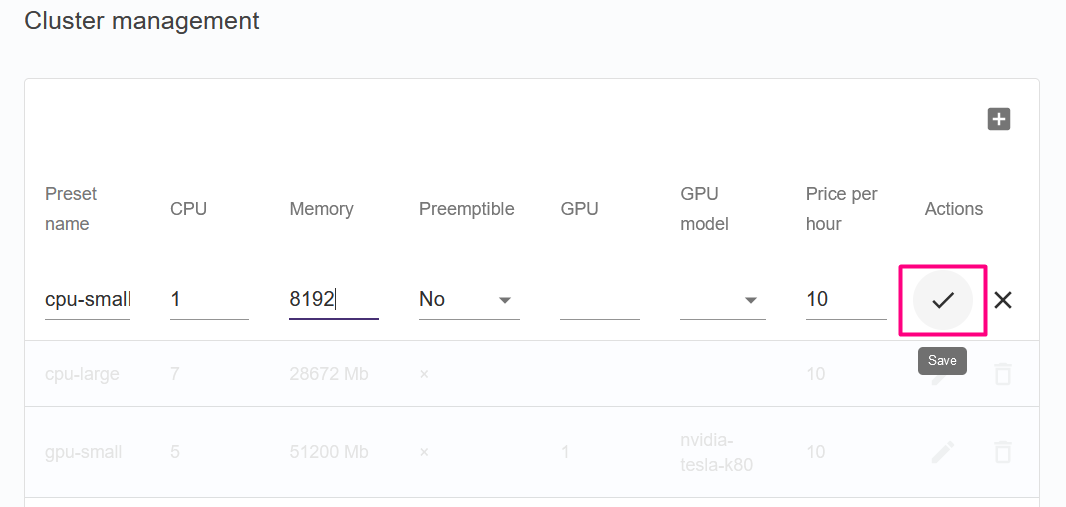 Cluster management
Preset name CPU Memory Preemptible GPU GPU model Price per hour Actions
cpu-small 1 8192 No 10
Save
cpu-large 7 28672 Mb × 10
gpu-small 5 51200 Mb × 1 nvidia-tesla-k80 10